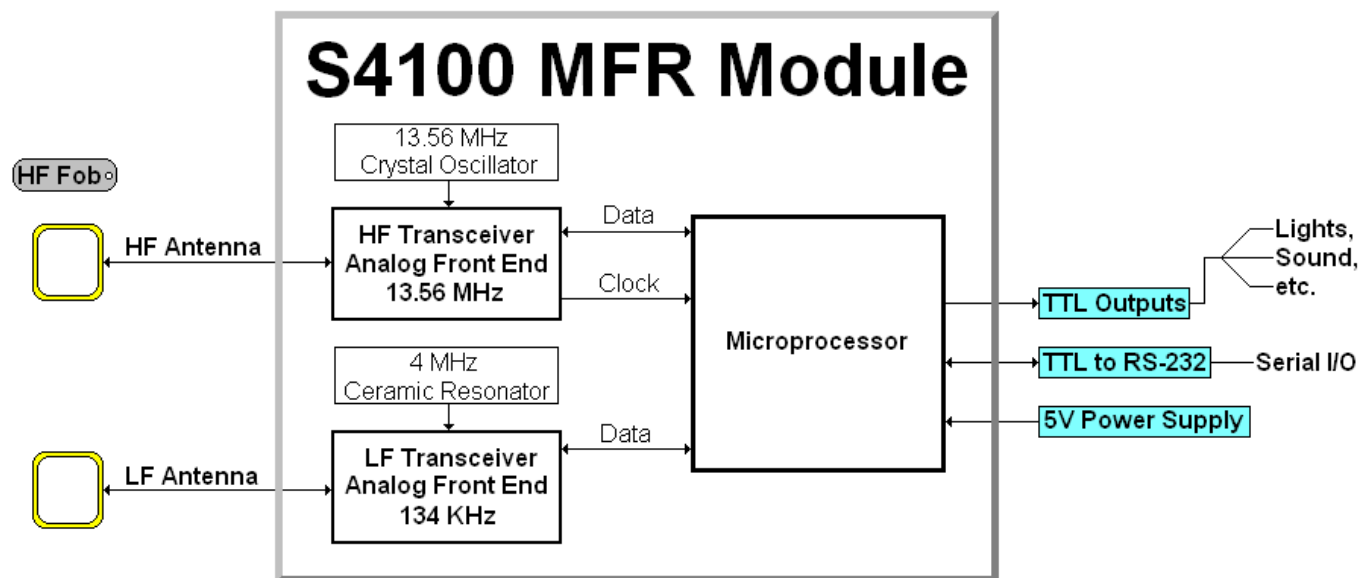 S4100 MFR Module
13.56 MHz
Crystal Oscillator
HF Fob
HF Antenna
HF Transceiver
Analog Front End
13.56 MHz
Data
Clock
Microprocessor
4 MHz
Ceramic Resonator
LF Antenna
LF Transceiver
Analog Front End
134 KHz
Data
TTL Outputs
Lights,
Sound,
etc.
TTL to RS-232
Serial I/O
5V Power Supply